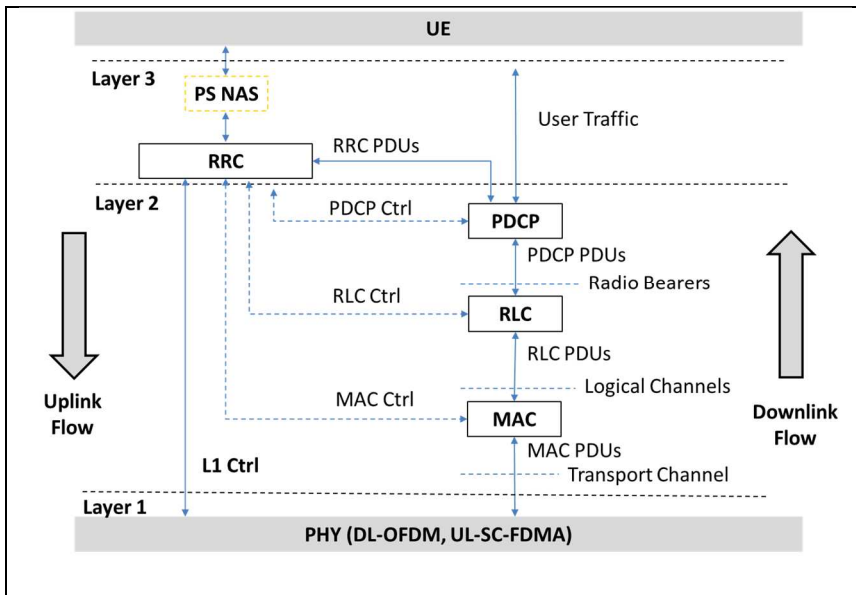 UE
Layer 3
PS NAS
User Traffic
RRC PDUs
RRC
Layer 2
PDCP Ctrl
PDCP
PDCP PDUs
Radio Bearers
RLC Ctrl
RLC
RLC PDUs
Logical Channels
MAC Ctrl
MAC
Uplink
Flow
Downlink
Flow
MAC PDUs
L1 Ctrl
Transport Channel
Layer 1
PHY (DL-OFDM, UL-SC-FDMA)